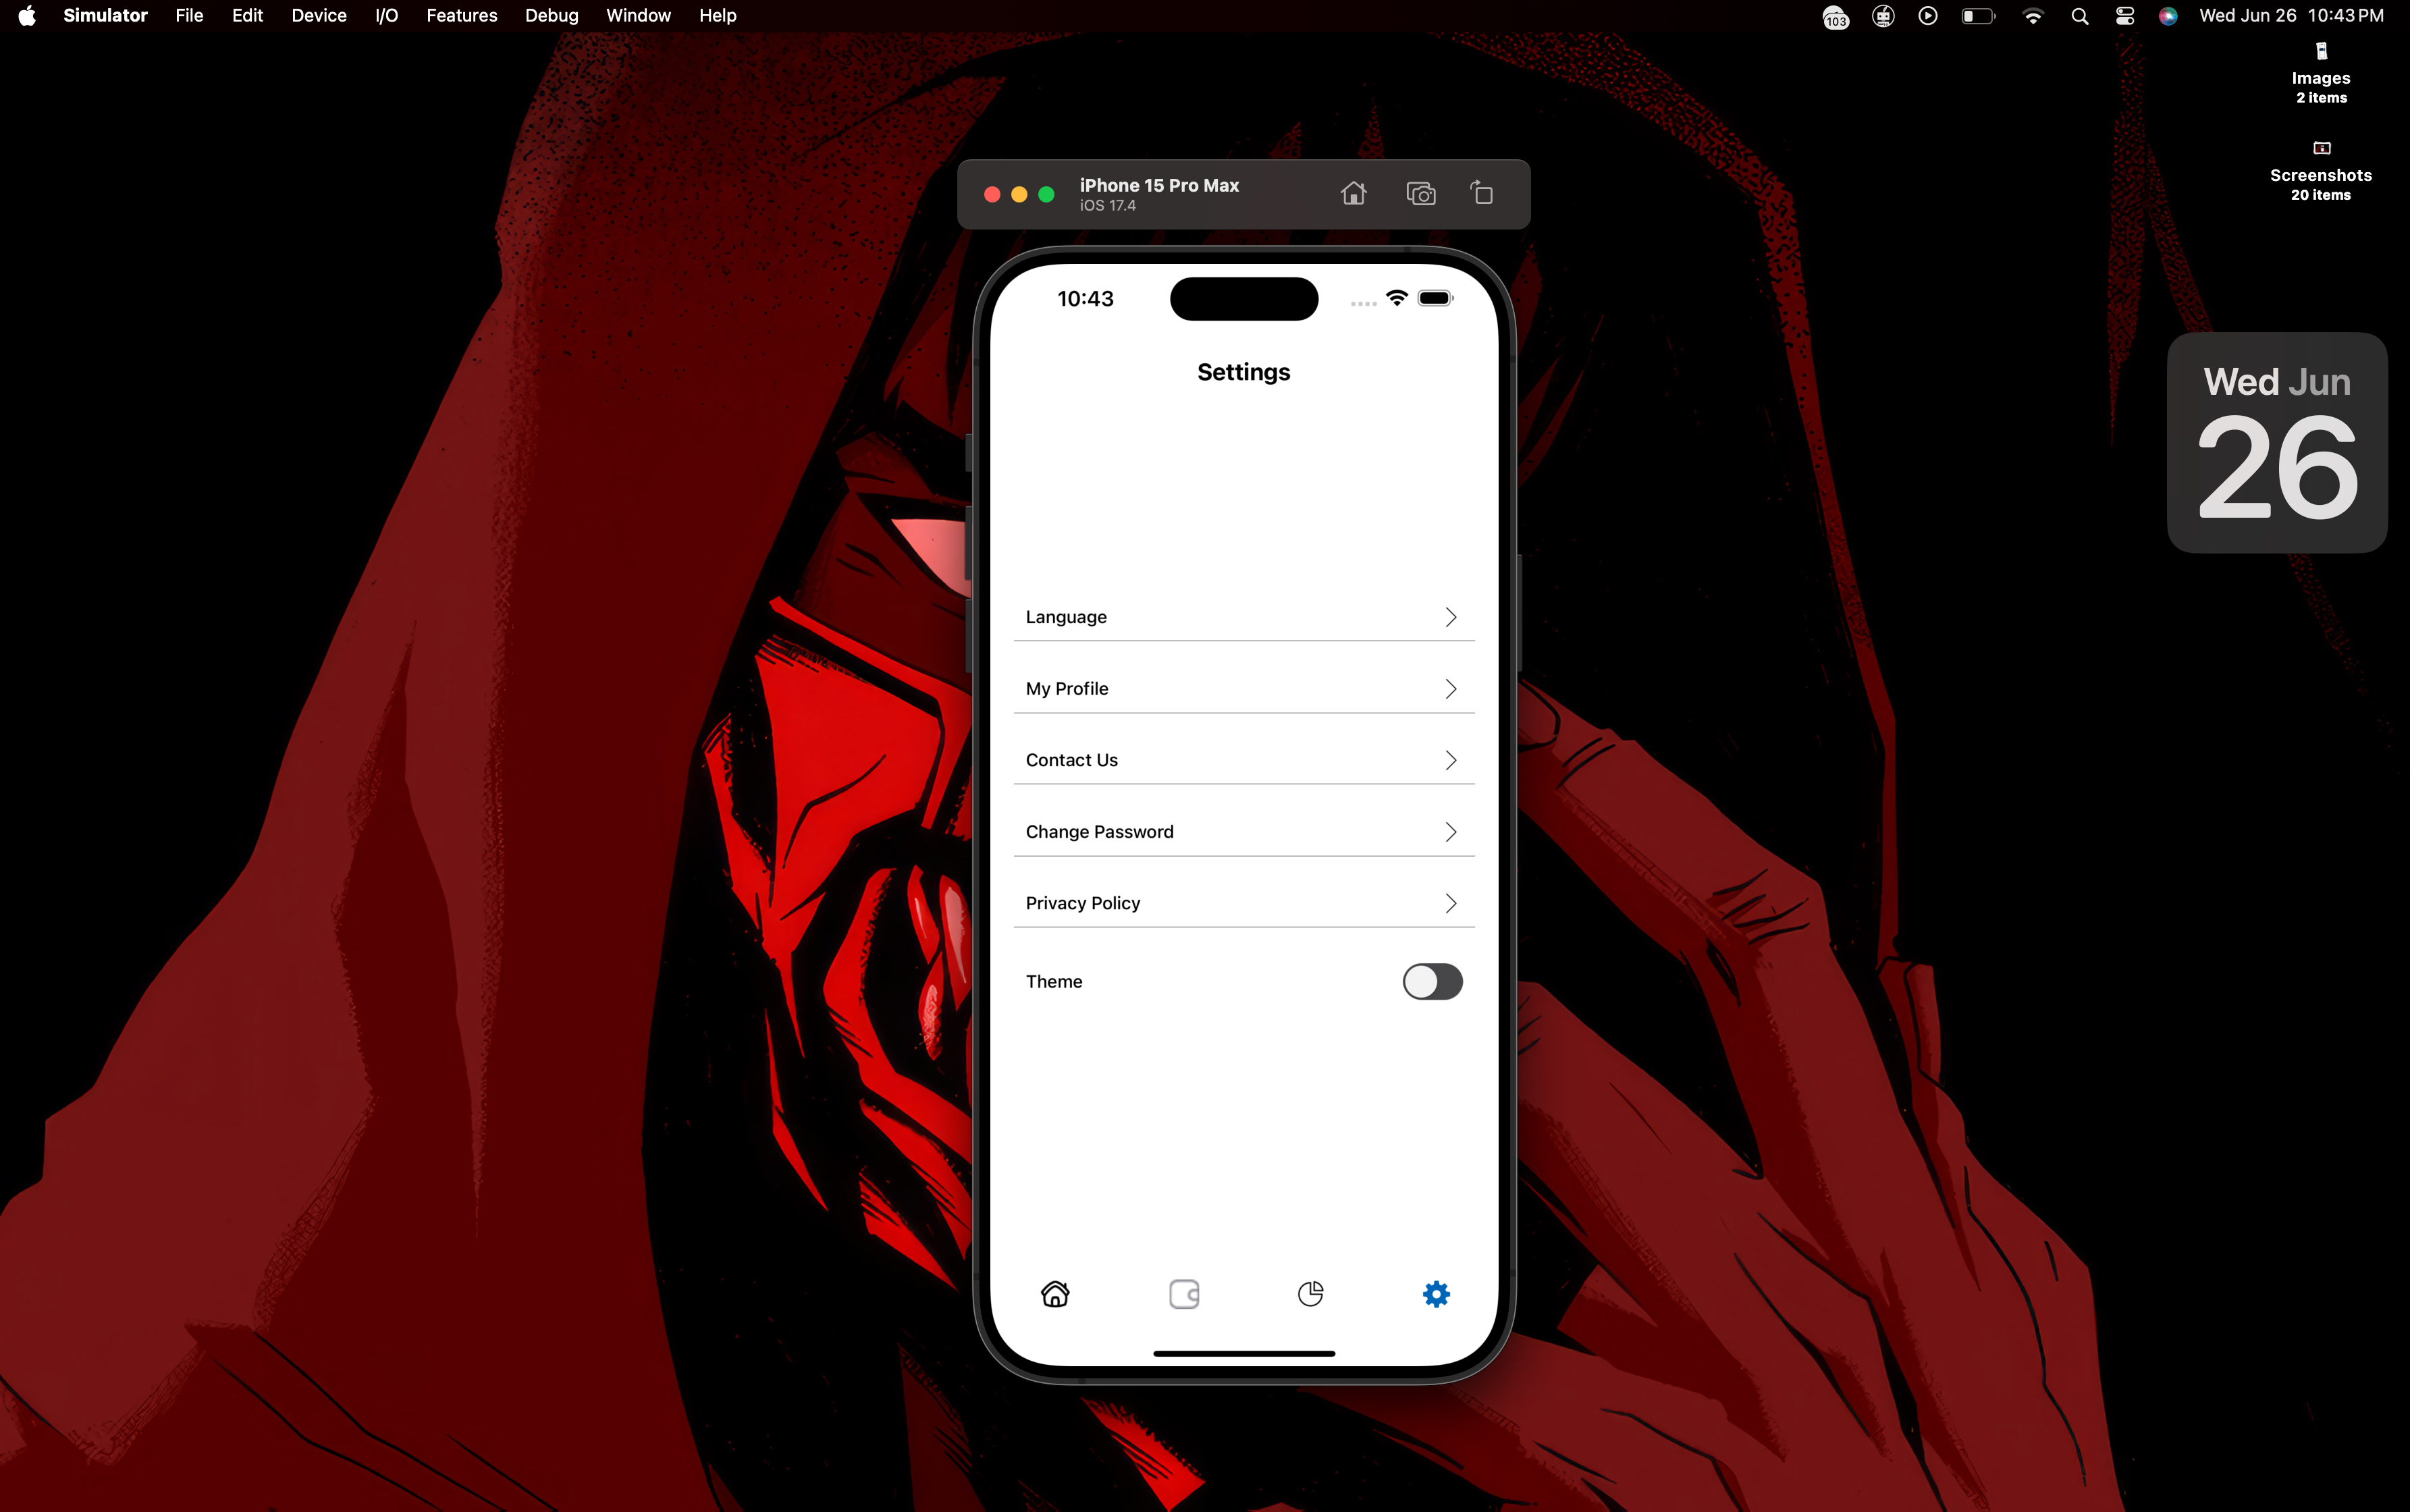 Simulator File Edit Device I/O Features Debug Window Help
103 Wed Jun 26 10:43 PM
Images
2 items
Screenshots
20 items
iPhone 15 Pro Max
iOS 17.4
10:43
Settings
Wed Jun
26
Language
My Profile
Contact Us
Change Password
Privacy Policy
Theme